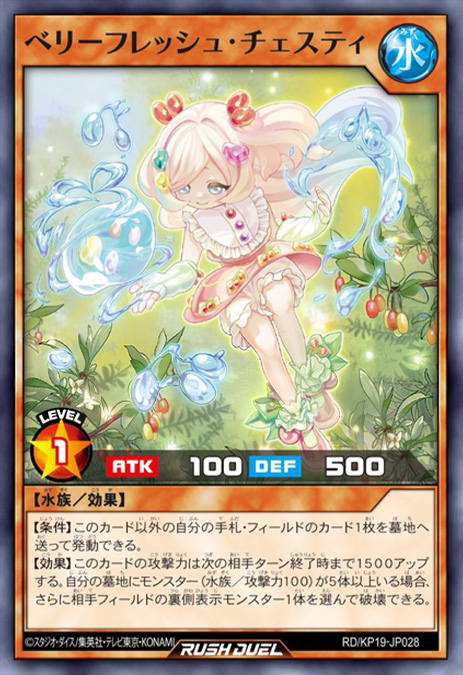 ベリーフレッシュ・チェスティ
みず
水
LEVEL
1
ATK 100 DEF 500
【水族／効果】
【条件】このカード以外の自分の手札・フィールドのカード1枚を墓地へ
送って発動できる。
【効果】このカードの攻撃力は次の相手ターン終了時まで1500アップ
する。自分の墓地にモンスター（水族／攻撃力100）が5体以上いる場合、
さらに相手フィールドの裏側表示モンスター1体を選んで破壊できる。
©スタジオ・ダイス/集英社・テレビ東京・KONAMI
RUSH DUEL
RD/KP19-JP028